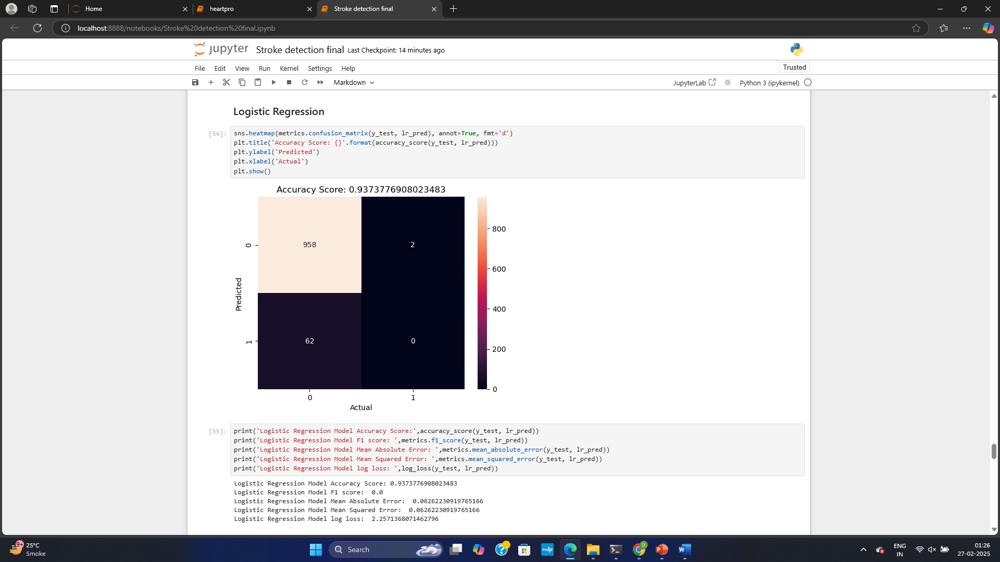 Home
heartpro
Stroke detection final
localhost:8888/notebooks/Stroke%20detection%20final.ipynb
jupyter Stroke detection final Last Checkpoint: 14 minutes ago
File Edit View Run Kernel Settings Help
Trusted
Markdown
JupyterLab
Python 3 (ipykernel)
Logistic Regression
[54]:
sns.heatmap(metrics.confusion_matrix(y_test, lr_pred), annot=True, fmt='d')
plt.title('Accuracy Score: {}'.format(accuracy_score(y_test, lr_pred)))
plt.ylabel('Predicted')
plt.xlabel('Actual')
plt.show()
Accuracy Score: 0.9373776908023483
958
2
62
0
0
1
Predicted
0
1
Actual
800
600
400
200
0
[55]:
print('Logistic Regression Model Accuracy Score:',accuracy_score(y_test, lr_pred))
print('Logistic Regression Model F1 score: ',metrics.f1_score(y_test, lr_pred))
print('Logistic Regression Model Mean Absolute Error: ',metrics.mean_absolute_error(y_test, lr_pred))
print('Logistic Regression Model Mean Squared Error: ',metrics.mean_squared_error(y_test, lr_pred))
print('Logistic Regression Model log loss: ',log_loss(y_test, lr_pred))
Logistic Regression Model Accuracy Score: 0.9373776908023483
Logistic Regression Model F1 score:  0.0
Logistic Regression Model Mean Absolute Error:  0.06262230919765166
Logistic Regression Model Mean Squared Error:  0.06262230919765166
Logistic Regression Model log loss:  2.2571368071462796
9+
25°C
Smoke
Search
myhp
D
P
W
ENG
IN
01:26
27-02-2025